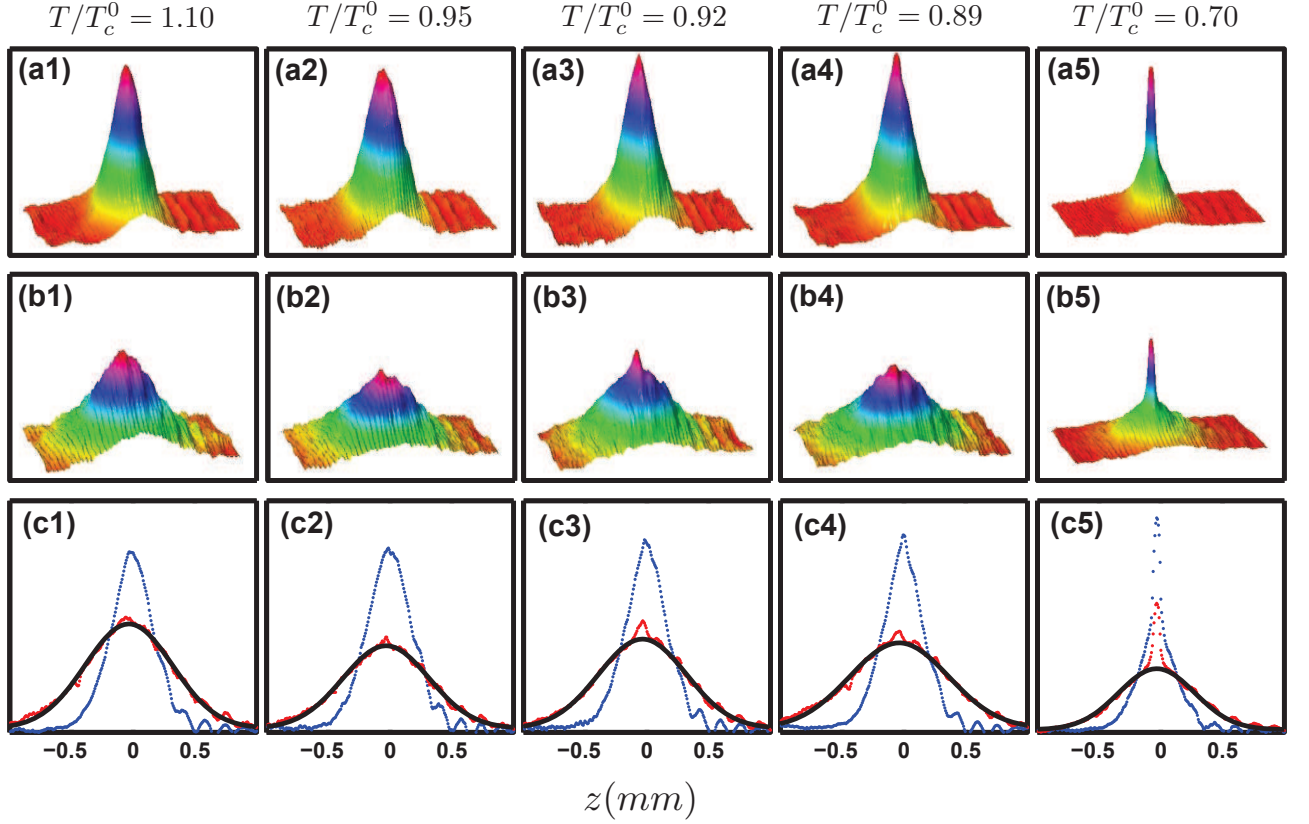 T/T_c^0 = 1.10 T/T_c^0 = 0.95 T/T_c^0 = 0.92 T/T_c^0 = 0.89 T/T_c^0 = 0.70
(a1) (a2) (a3) (a4) (a5)
(b1) (b2) (b3) (b4) (b5)
(c1) (c2) (c3) (c4) (c5)
−0.5 0 0.5 −0.5 0 0.5 −0.5 0 0.5 −0.5 0 0.5 −0.5 0 0.5
z(mm)